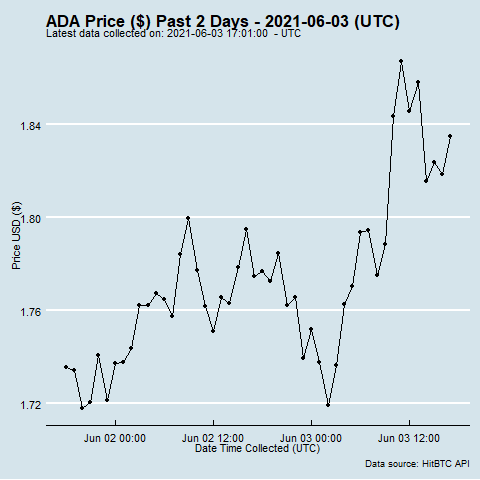 ADA Price ($) Past 2 Days - 2021-06-03 (UTC)
Latest data collected on: 2021-06-03 17:01:00 - UTC
Price USD ($)
1.84
1.80
1.76
1.72
Jun 02 00:00
Jun 02 12:00
Jun 03 00:00
Jun 03 12:00
Date Time Collected (UTC)
Data source: HitBTC API